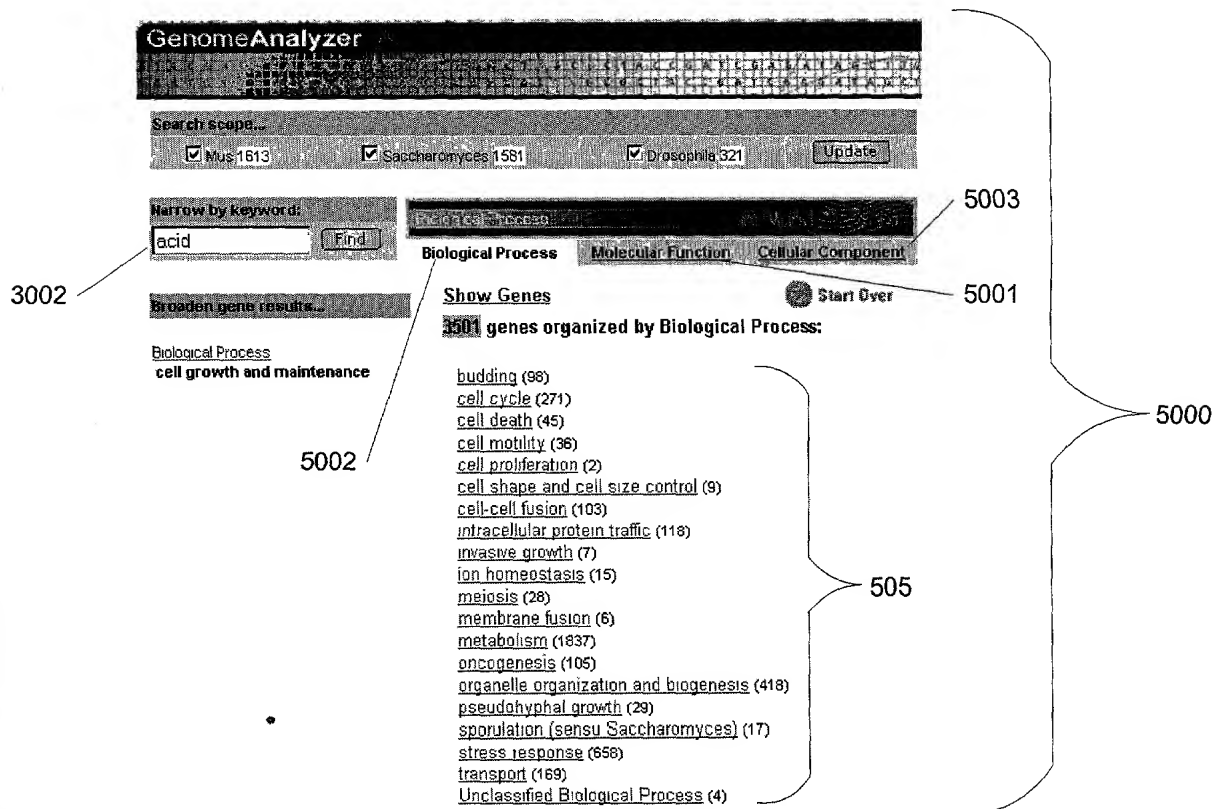 GenomeAnalyzer
Search scope...
Mus 1613 Saccharomyces 1581 Drosophila 321 Update
5003
Narrow by keyword:
Biological Process
acid Find
Biological Process Molecular Function Cellular Component
3002
Show Genes Start Over 5001
Broaden gene results...
3501 genes organized by Biological Process:
Biological Process
cell growth and maintenance
budding (98)
cell cycle (271)
5000
cell death (45)
cell motility (36)
5002
cell proliferation (2)
cell shape and cell size control (9)
cell-cell fusion (103)
intracellular protein traffic (118)
invasive growth (7)
ion homeostasis (15)
505
meiosis (28)
membrane fusion (6)
metabolism (1837)
oncogenesis (105)
organelle organization and biogenesis (418)
pseudohyphal growth (29)
sporulation (sensu Saccharomyces) (17)
stress response (658)
transport (169)
Unclassified Biological Process (4)